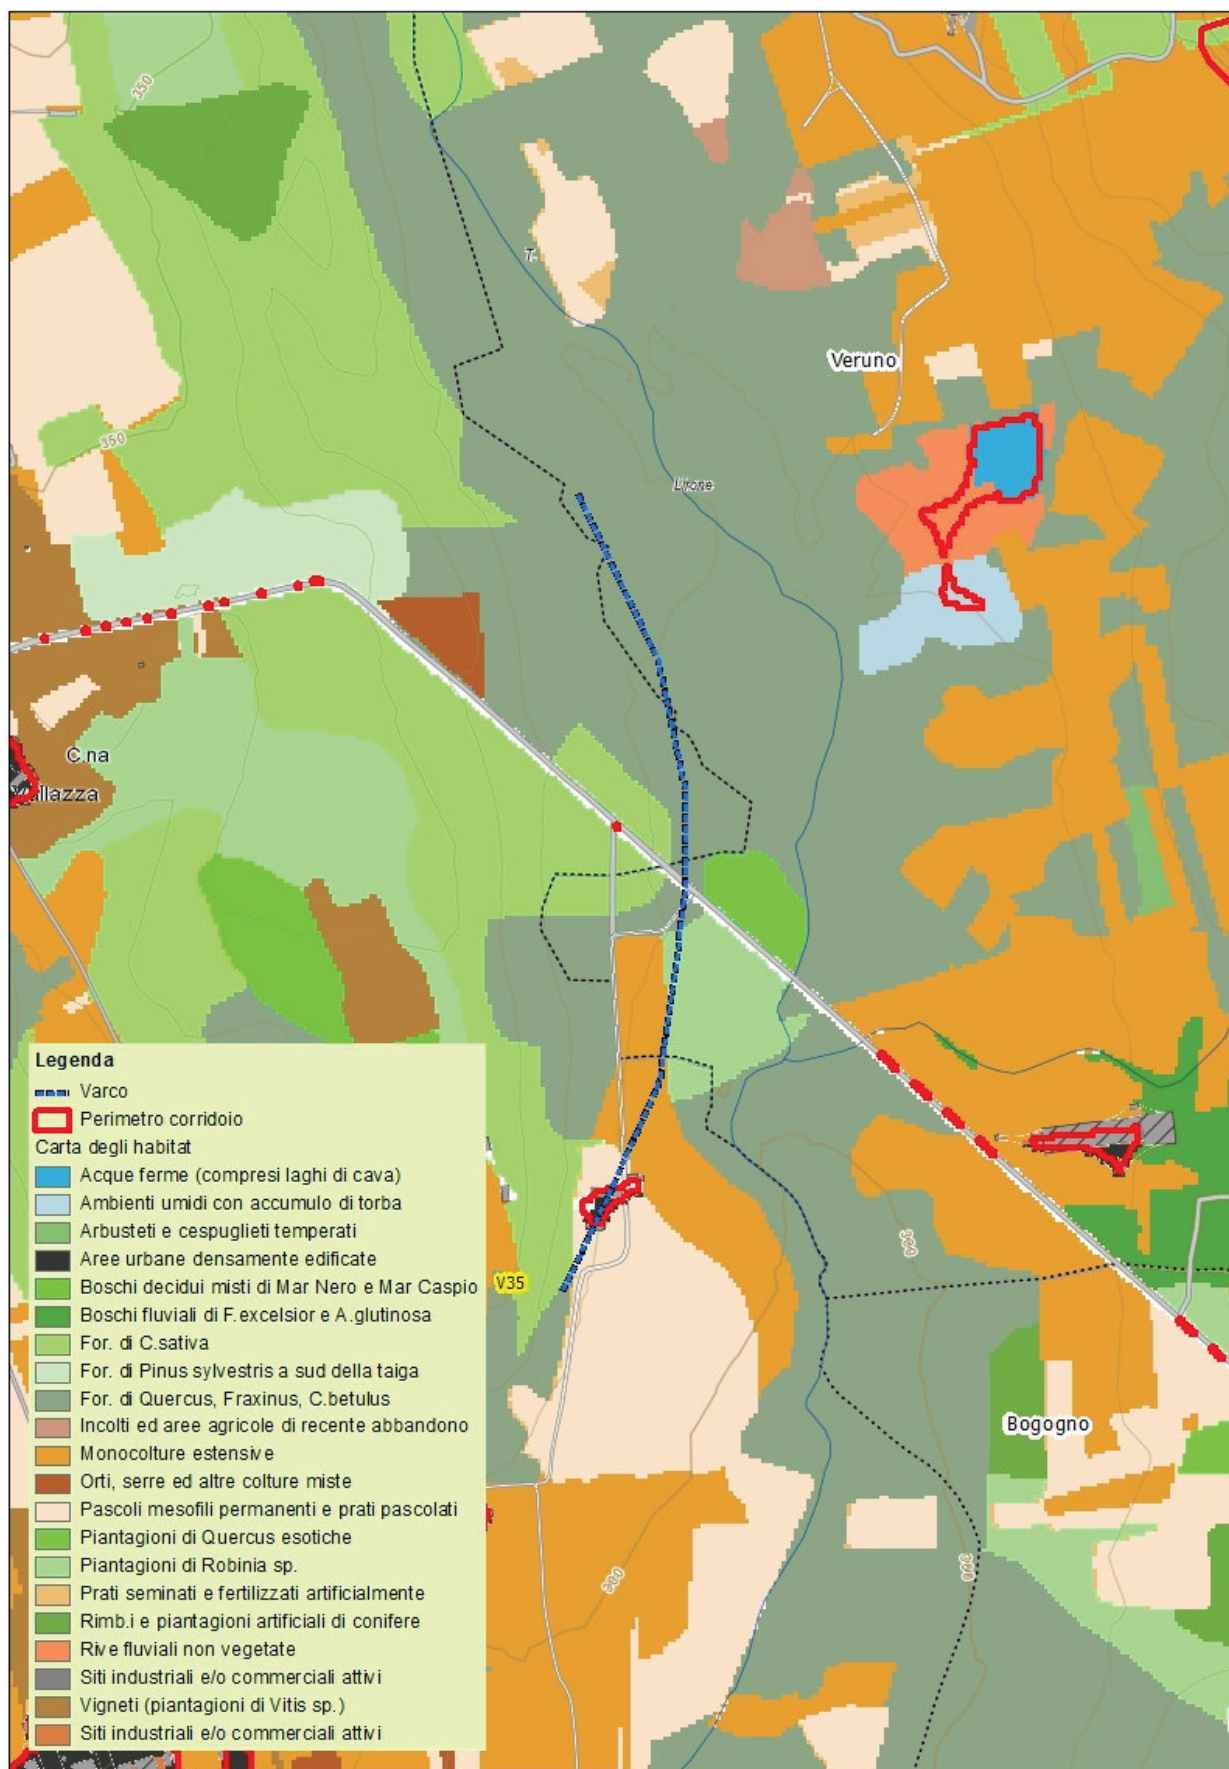 350
T.
Veruno
350
Lirone
C.na
allazza
V35
300
Bogogno
300
300
Legenda
Varco
Perimetro corridoio
Carta degli habitat
Acque ferme (compresi laghi di cava)
Ambienti umidi con accumulo di torba
Arbusteti e cespuglieti temperati
Aree urbane densamente edificate
Boschi decidui misti di Mar Nero e Mar Caspio
Boschi fluviali di F.excelsior e A.glutinosa
For. di C.sativa
For. di Pinus sylvestris a sud della taiga
For. di Quercus, Fraxinus, C.betulus
Incolti ed aree agricole di recente abbandono
Monocolture estensive
Orti, serre ed altre colture miste
Pascoli mesofili permanenti e prati pascolati
Piantagioni di Quercus esotiche
Piantagioni di Robinia sp.
Prati seminati e fertilizzati artificialmente
Rimb.i e piantagioni artificiali di conifere
Rive fluviali non vegetate
Siti industriali e/o commerciali attivi
Vigneti (piantagioni di Vitis sp.)
Siti industriali e/o commerciali attivi